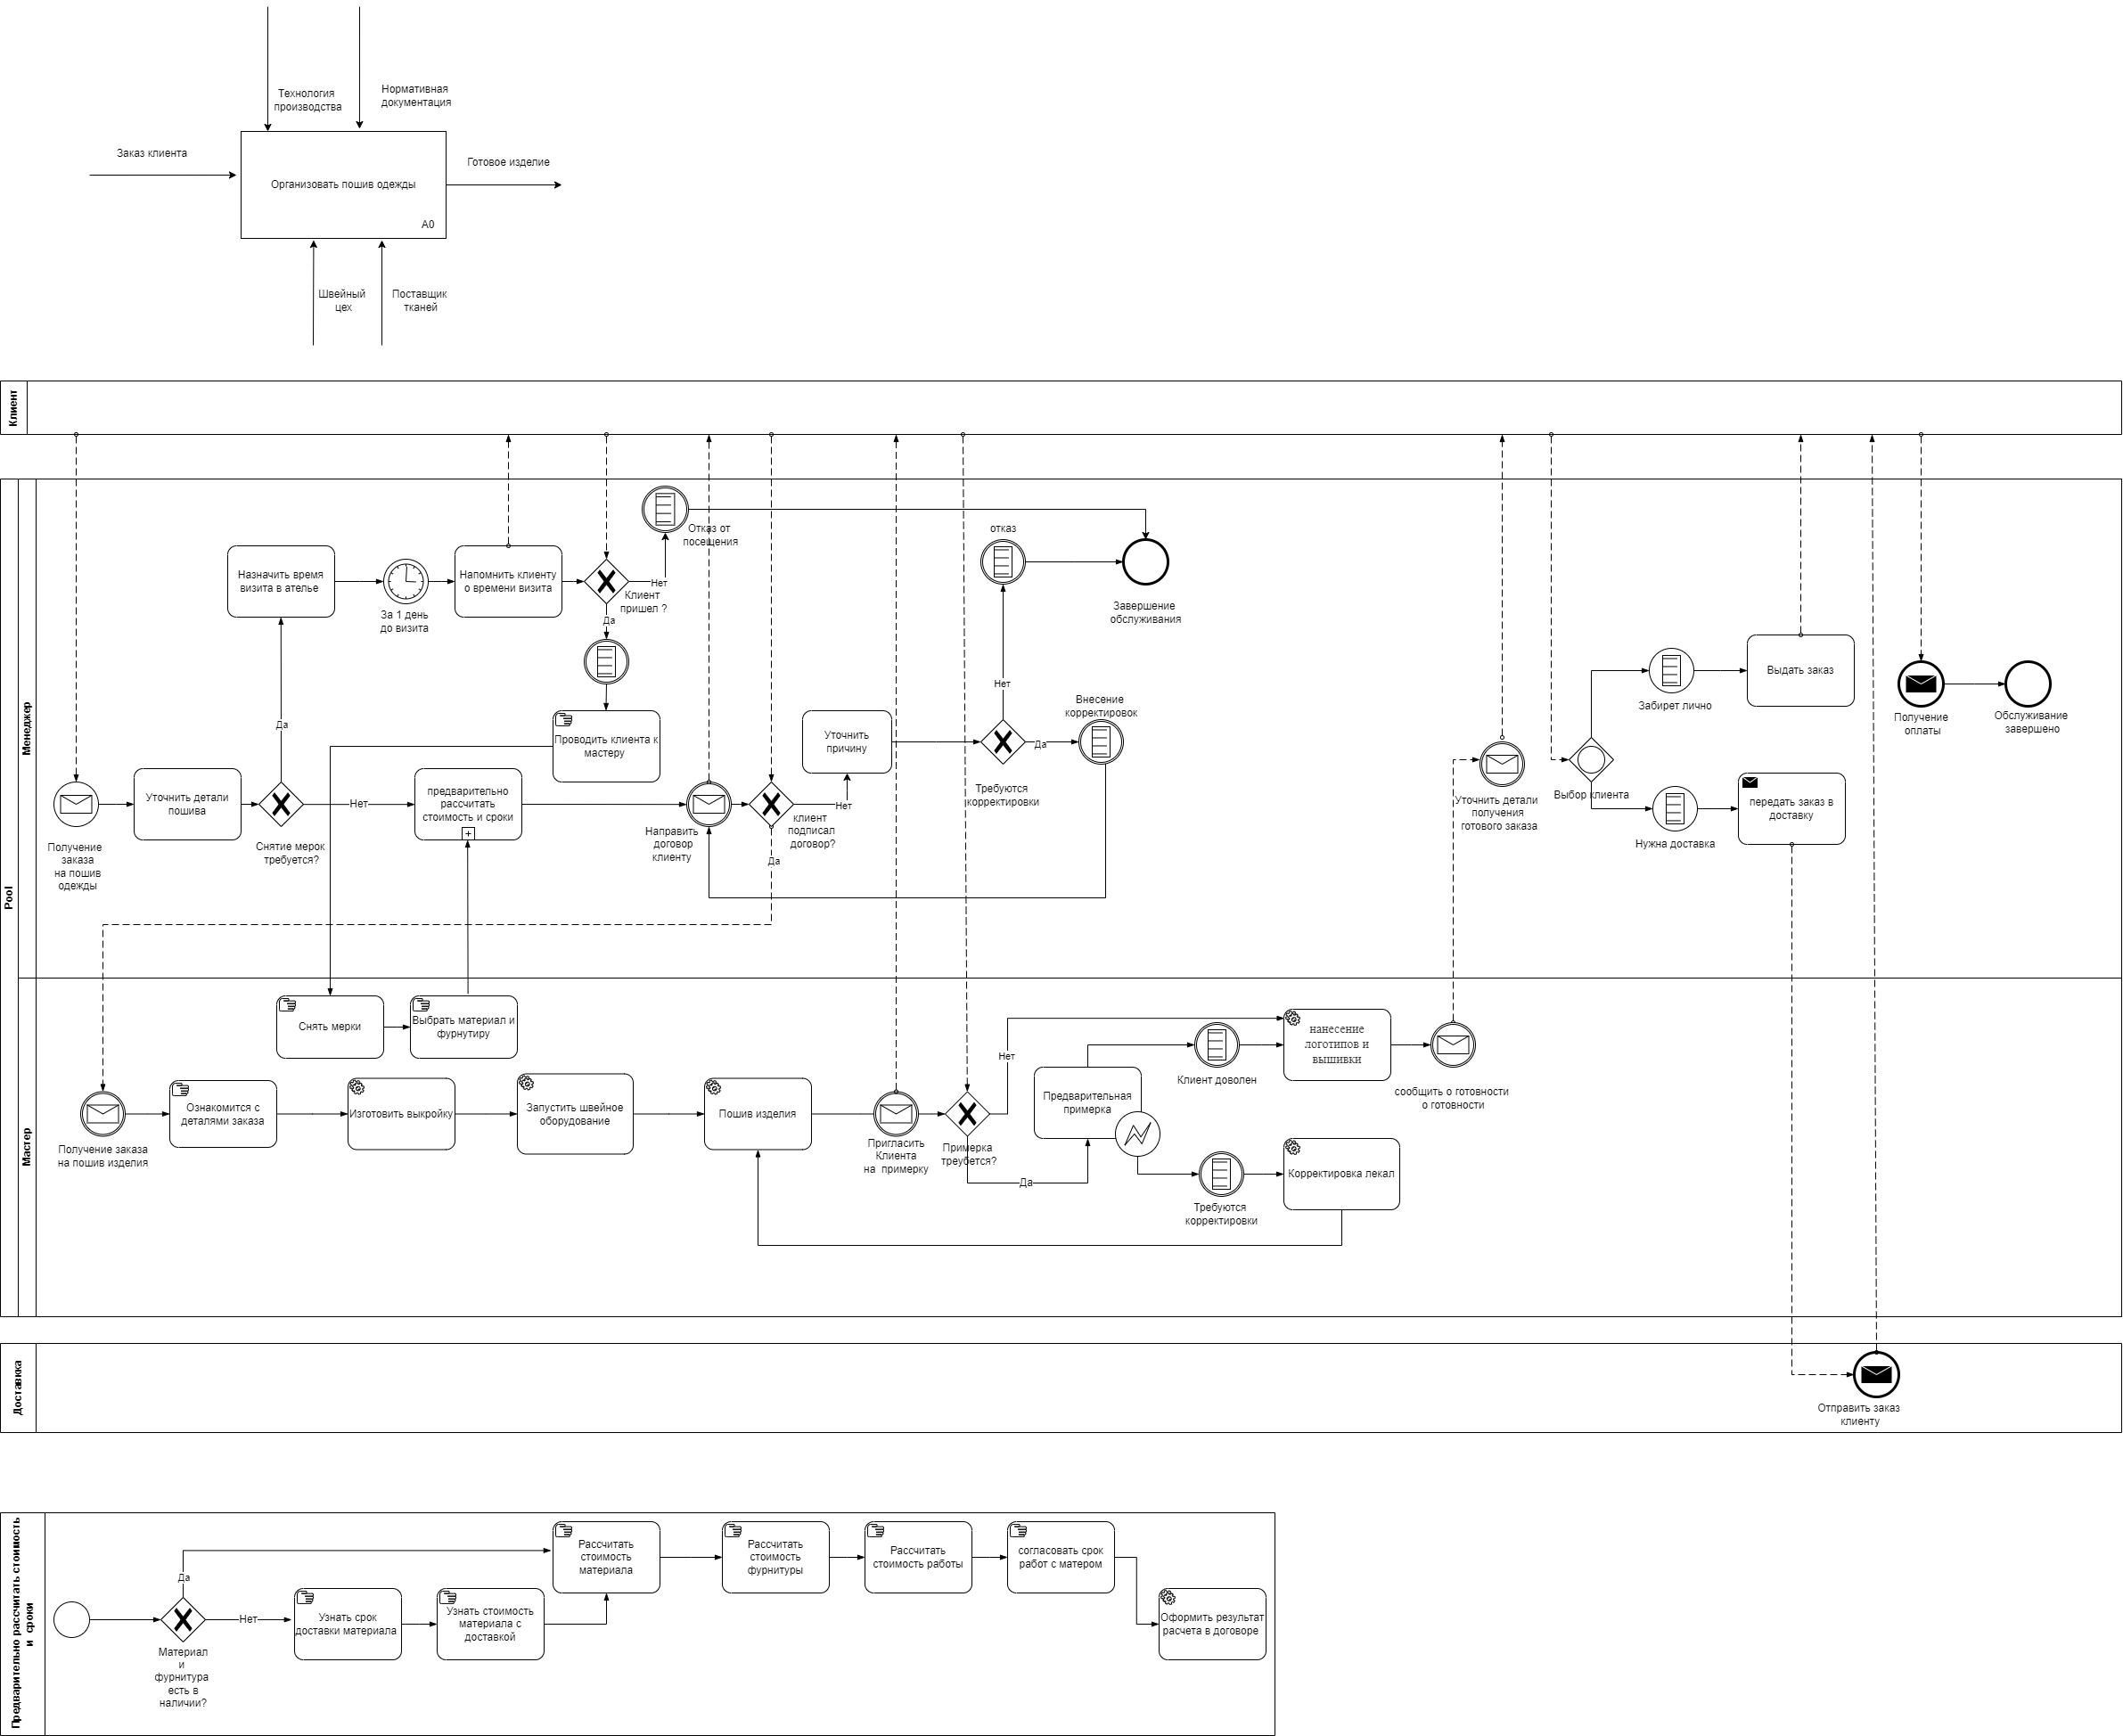 Технология
производства
Нормативная
документация
Заказ клиента
Готовое изделие
Организовать пошив одежды
A0
Швейный
цех
Поставщик
тканей
Клиент
Pool
Менеджер
Отказ от
посещения
отказ
Назначить время
визита в ателье
За 1 день
до визита
Напомнить клиенту
о времени визита
Нет
Клиент
пришел ?
Да
Завершение
обслуживания
Проводить клиента к
мастеру
Получение
заказа
на пошив
одежды
Уточнить детали
пошива
Да
Снятие мерок
требуется?
Нет
предварительно
рассчитать
стоимость и сроки
Направить
договор
клиенту
клиент
подписал
договор?
Да
Нет
Уточнить
причину
Нет
Требуются
корректировки
Да
Внесение
корректировок
Уточнить детали
получения
готового заказа
Выбор клиента
Забирет лично
Выдать заказ
Нужна доставка
передать заказ в
доставку
Получение
оплаты
Обслуживание
завершено
Мастер
Снять мерки
Выбрать материал и
фурнутиру
Получение заказа
на пошив изделия
Ознакомится с
деталями заказа
Изготовить выкройку
Запустить швейное
оборудование
Пошив изделия
Пригласить
Клиента
на примерку
Примерка
треубется?
Нет
Да
Предварительная
примерка
Клиент доволен
нанесение
логотипов и
вышивки
сообщить о готовности
о готовности
Требуются
корректировки
Корректировка лекал
Доставка
Отправить заказ
клиенту
Предварительно рассчитать стоимость
и сроки
Да
Материал
и
фурнитура
есть в
наличии?
Нет
Узнать срок
доставки материала
Узнать стоимость
материала с
доставкой
Рассчитать
стоимость
материала
Рассчитать
стоимость
фурнитуры
Рассчитать
стоимость работы
согласовать срок
работ с матером
Оформить результат
расчета в договоре